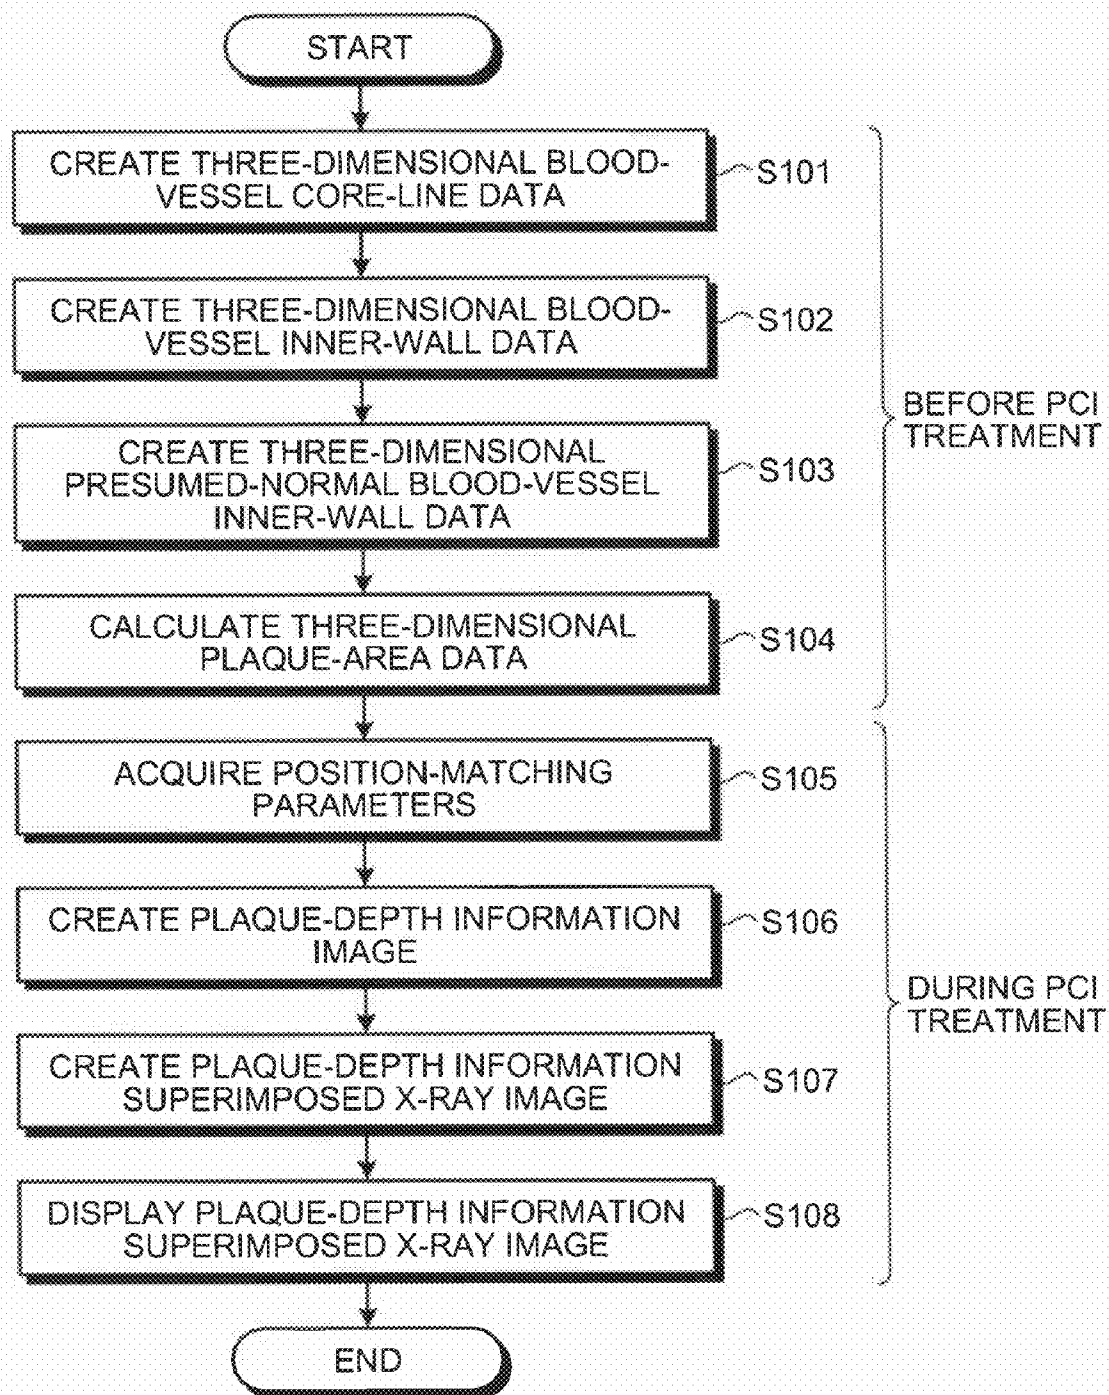 START
CREATE THREE-DIMENSIONAL BLOOD-
VESSEL CORE-LINE DATA
S101
CREATE THREE-DIMENSIONAL BLOOD-
VESSEL INNER-WALL DATA
S102
CREATE THREE-DIMENSIONAL
PRESUMED-NORMAL BLOOD-VESSEL
INNER-WALL DATA
S103
CALCULATE THREE-DIMENSIONAL
PLAQUE-AREA DATA
S104
BEFORE PCI
TREATMENT
ACQUIRE POSITION-MATCHING
PARAMETERS
S105
CREATE PLAQUE-DEPTH INFORMATION
IMAGE
S106
CREATE PLAQUE-DEPTH INFORMATION
SUPERIMPOSED X-RAY IMAGE
S107
DISPLAY PLAQUE-DEPTH INFORMATION
SUPERIMPOSED X-RAY IMAGE
S108
DURING PCI
TREATMENT
END